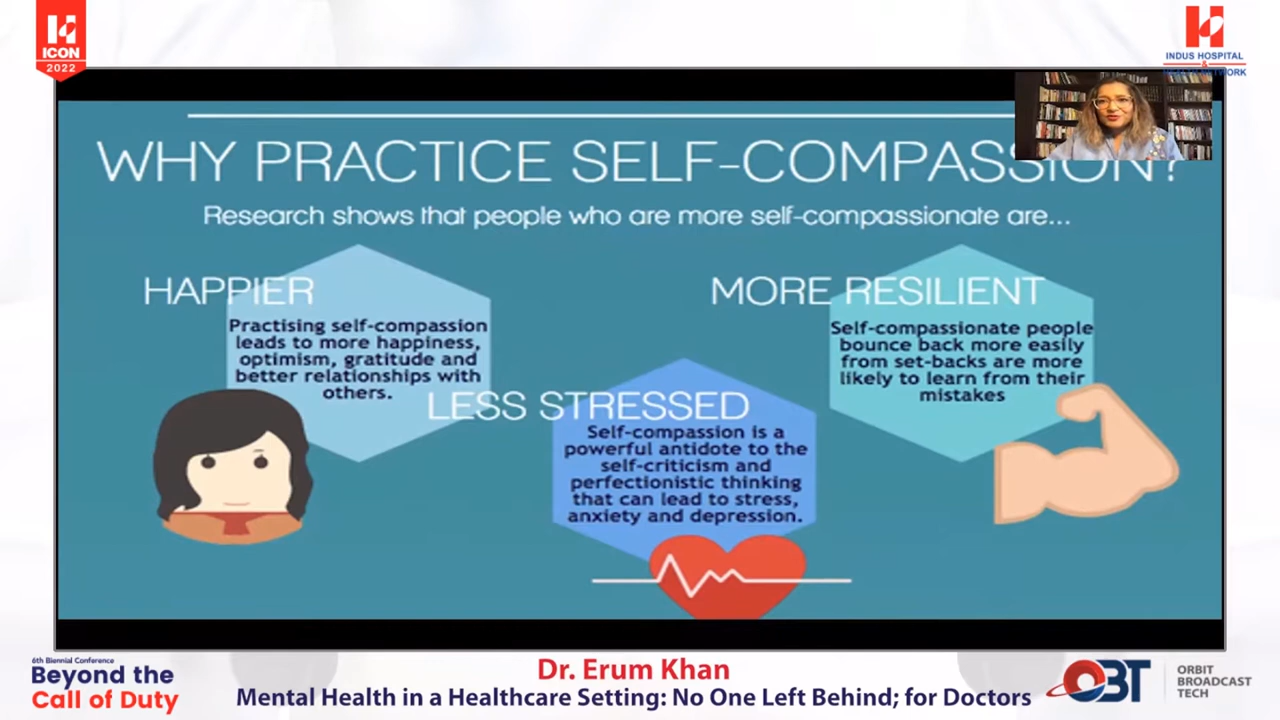 ICON
2022
INDUS HOSPITAL
&
HEALTH NETWORK
WHY PRACTICE SELF-COMPASSION?
Research shows that people who are more self-compassionate are...
HAPPIER
Practising self-compassion
leads to more happiness,
optimism, gratitude and
better relationships with
others.
LESS STRESSED
Self-compassion is a
powerful antidote to the
self-criticism and
perfectionistic thinking
that can lead to stress,
anxiety and depression.
MORE RESILIENT
Self-compassionate people
bounce back more easily
from set-backs are more
likely to learn from their
mistakes
6th Biennial Conference
Beyond the
Call of Duty
Dr. Erum Khan
Mental Health in a Healthcare Setting: No One Left Behind; for Doctors
OBT
ORBIT
BROADCAST
TECH